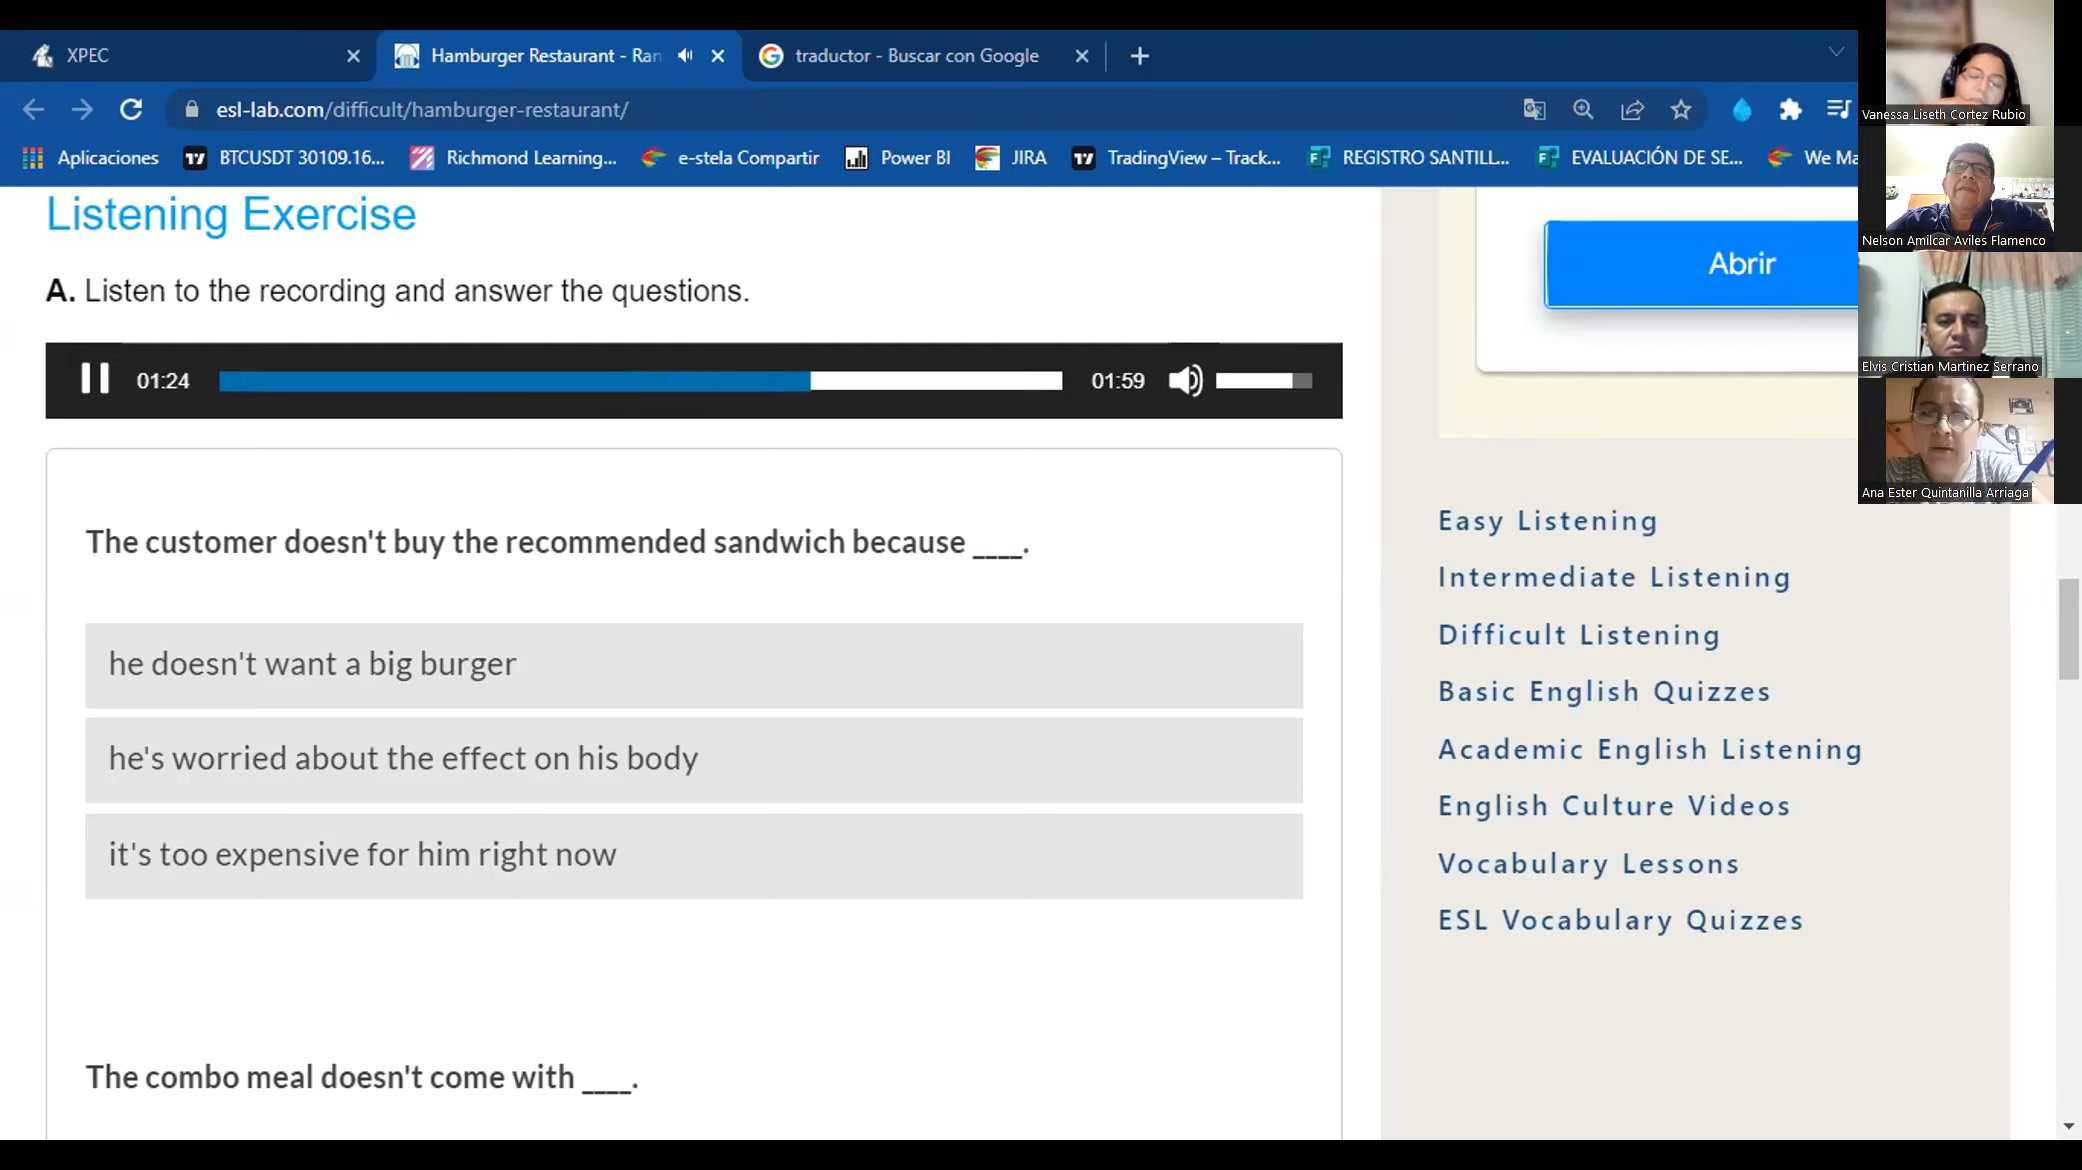 XPEC
Hamburger Restaurant - Ran
traductor - Buscar con Google
esl-lab.com/difficult/hamburger-restaurant/
Aplicaciones
BTCUSDT 30109.16...
Richmond Learning...
e-stela Compartir
Power BI
JIRA
TradingView – Track...
REGISTRO SANTILL...
EVALUACIÓN DE SE...
We Ma
Listening Exercise
A. Listen to the recording and answer the questions.
01:24
01:59
The customer doesn't buy the recommended sandwich because ____.
he doesn't want a big burger
he's worried about the effect on his body
it's too expensive for him right now
The combo meal doesn't come with ____.
Abrir
Easy Listening
Intermediate Listening
Difficult Listening
Basic English Quizzes
Academic English Listening
English Culture Videos
Vocabulary Lessons
ESL Vocabulary Quizzes
Vanessa Liseth Cortez Rubio
Nelson Amilcar Aviles Flamenco
Elvis Cristian Martinez Serrano
Ana Ester Quintanilla Arriaga